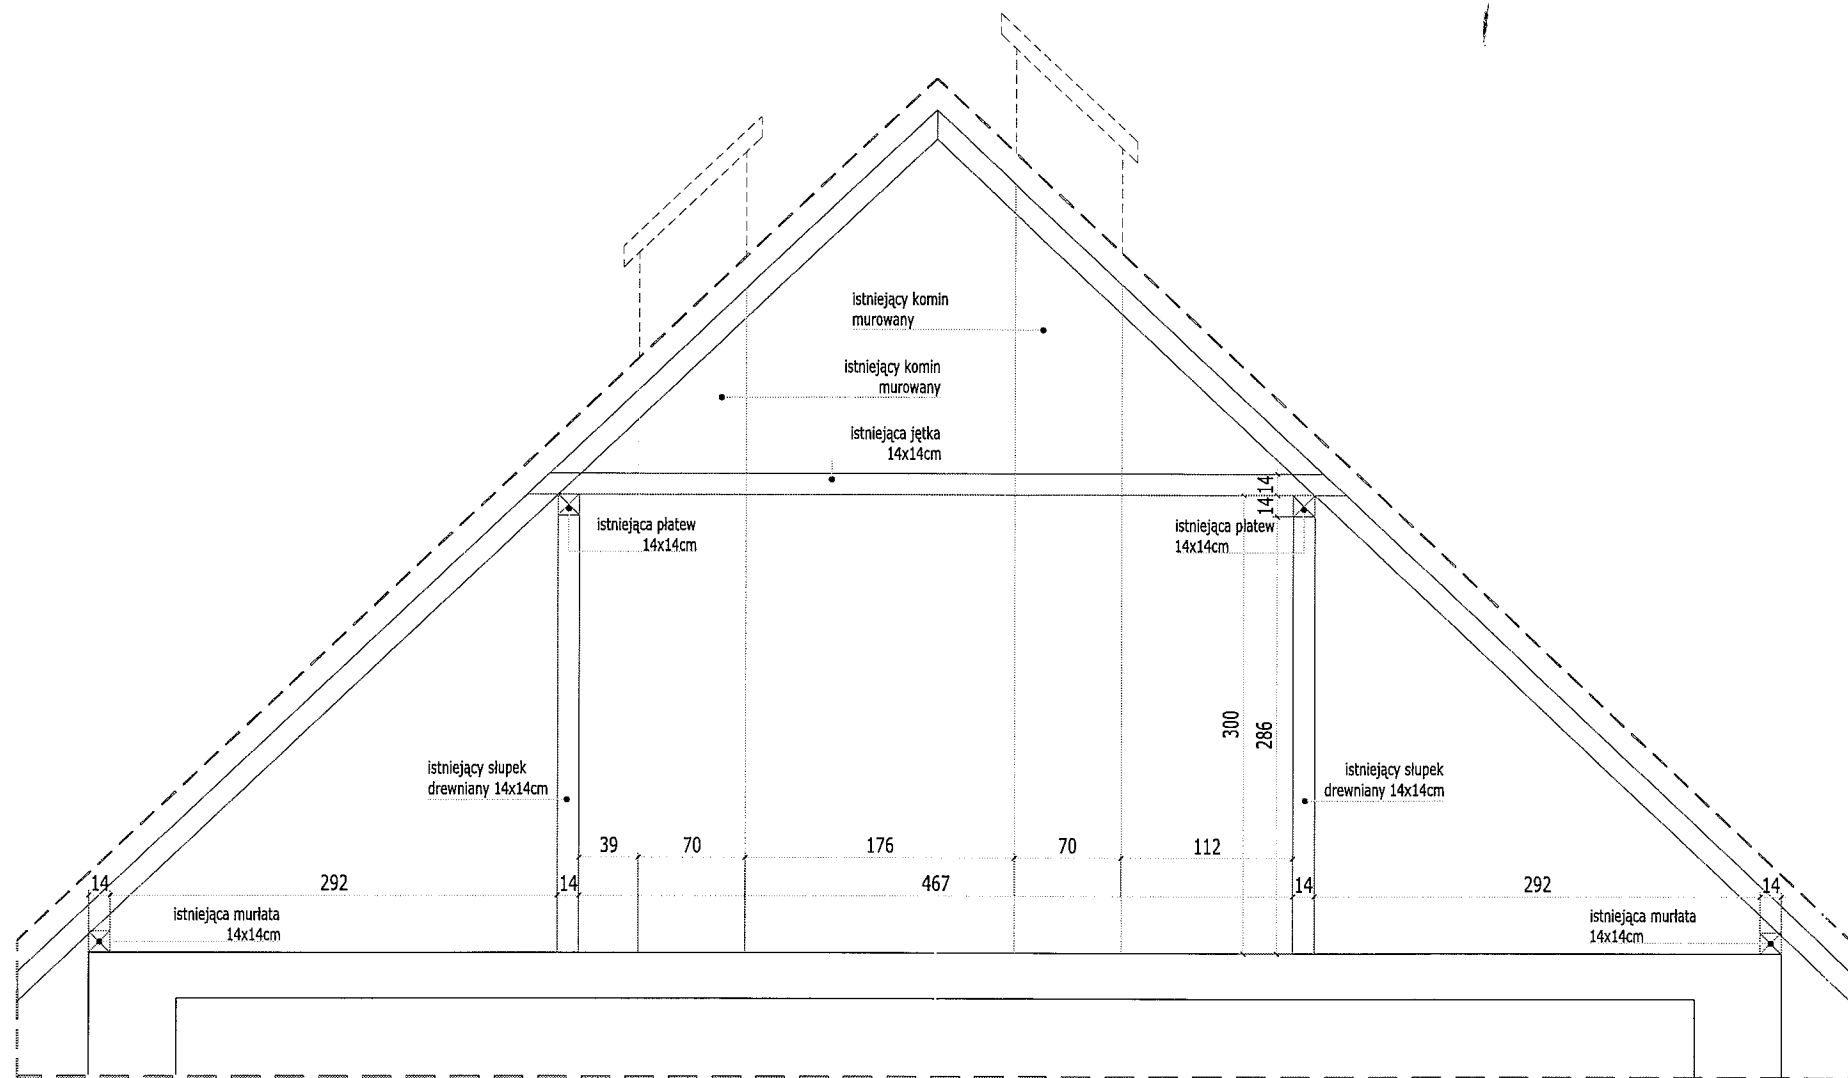 istniejący komin
murowany
istniejący komin
murowany
istniejąca jętka
14x14cm
14
14
istniejąca płatew
14x14cm
istniejąca płatew
14x14cm
300
286
istniejący słupek
drewniany 14x14cm
istniejący słupek
drewniany 14x14cm
39 70 176 70 112
14 292 14 467 14 292 14
istniejąca murłata
14x14cm
istniejąca murłata
14x14cm